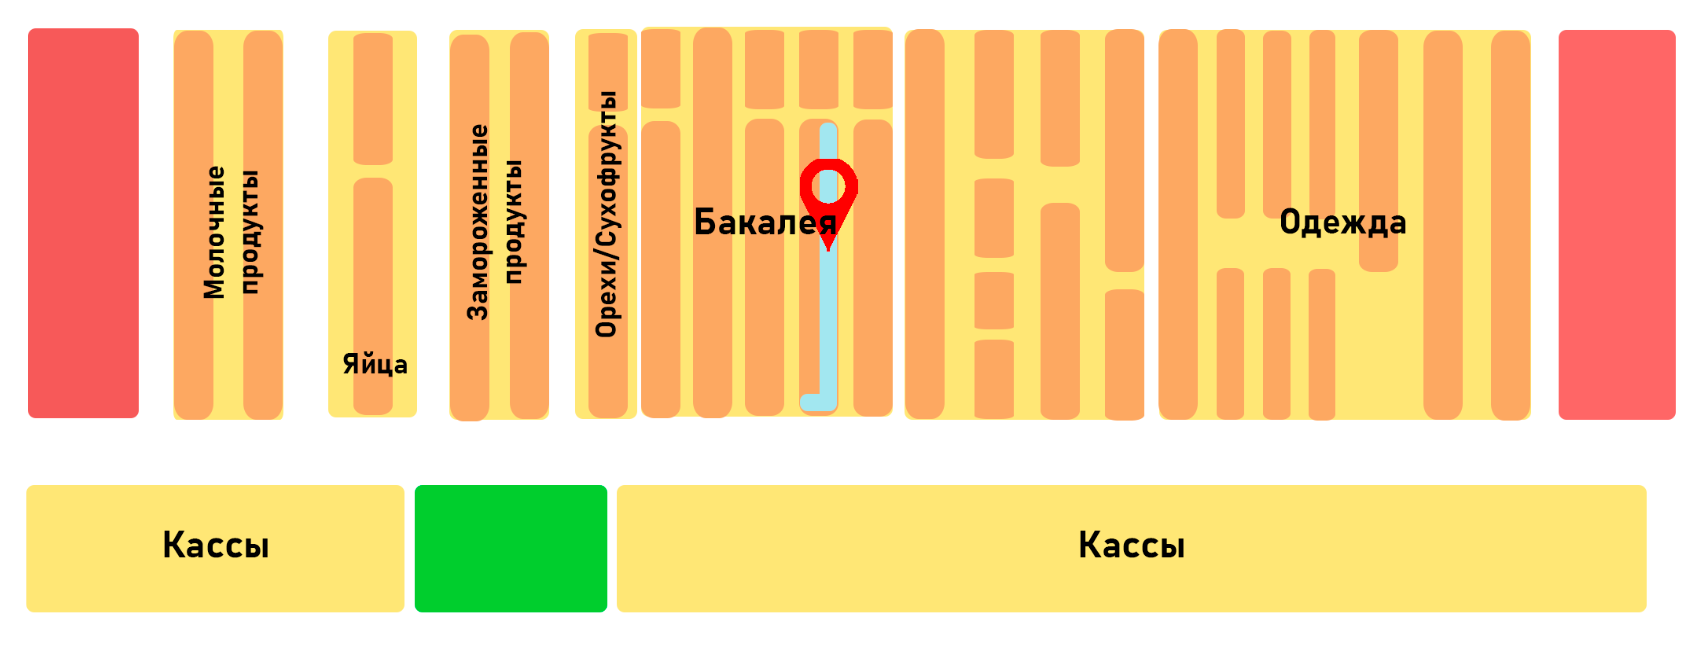 Молочные
продукты
Яйца
Замороженные
продукты
Орехи/Сухофрукты
Бакалея
Одежда
Кассы
Кассы